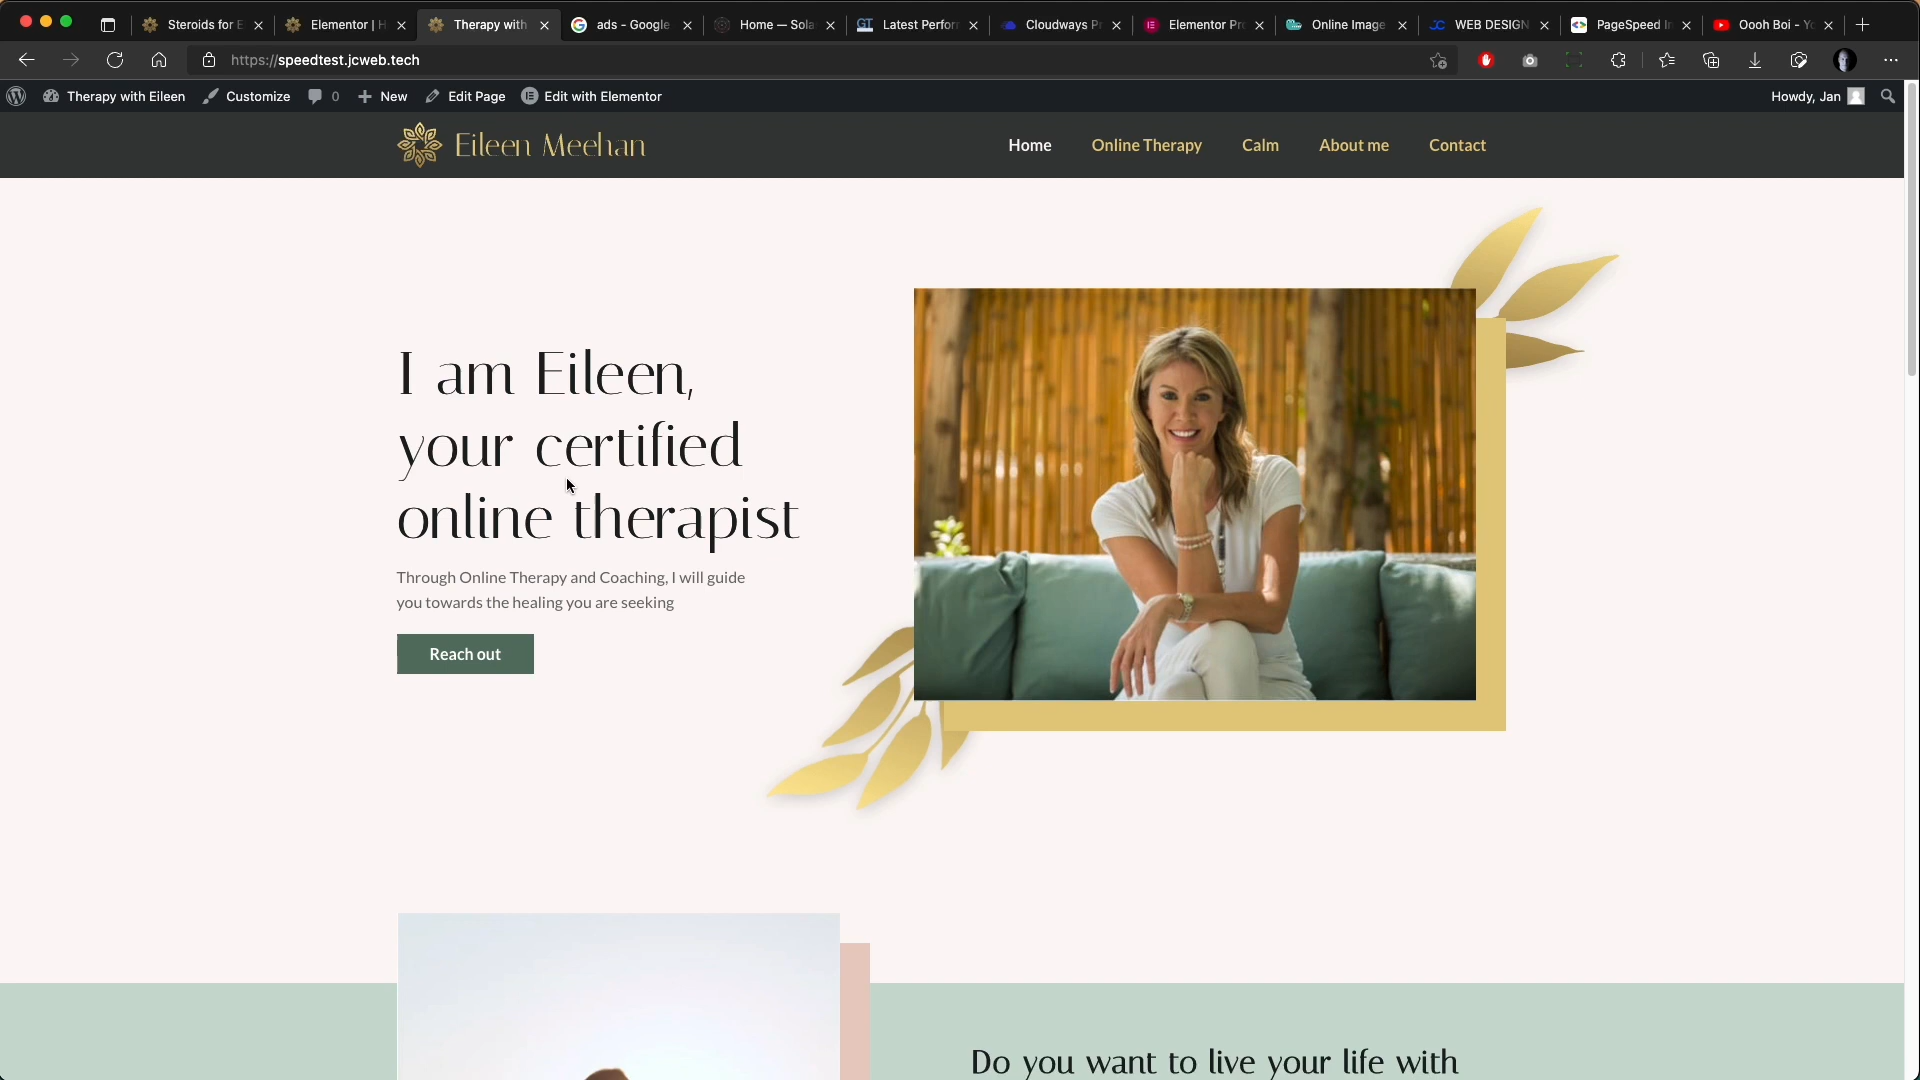 Steroids for E
Elementor | H
Therapy with
ads - Google
Home — Sola
Latest Perfor
Cloudways P
Elementor Pr
Online Image
WEB DESIGN
PageSpeed I
Oooh Boi - Yo
https://speedtest.jcweb.tech
Therapy with Eileen
Customize
0
New
Edit Page
Edit with Elementor
Howdy, Jan
Eileen Meehan
Home
Online Therapy
Calm
About me
Contact
I am Eileen,
your certified
online therapist
Through Online Therapy and Coaching, I will guide
you towards the healing you are seeking
Reach out
Do you want to live your life with